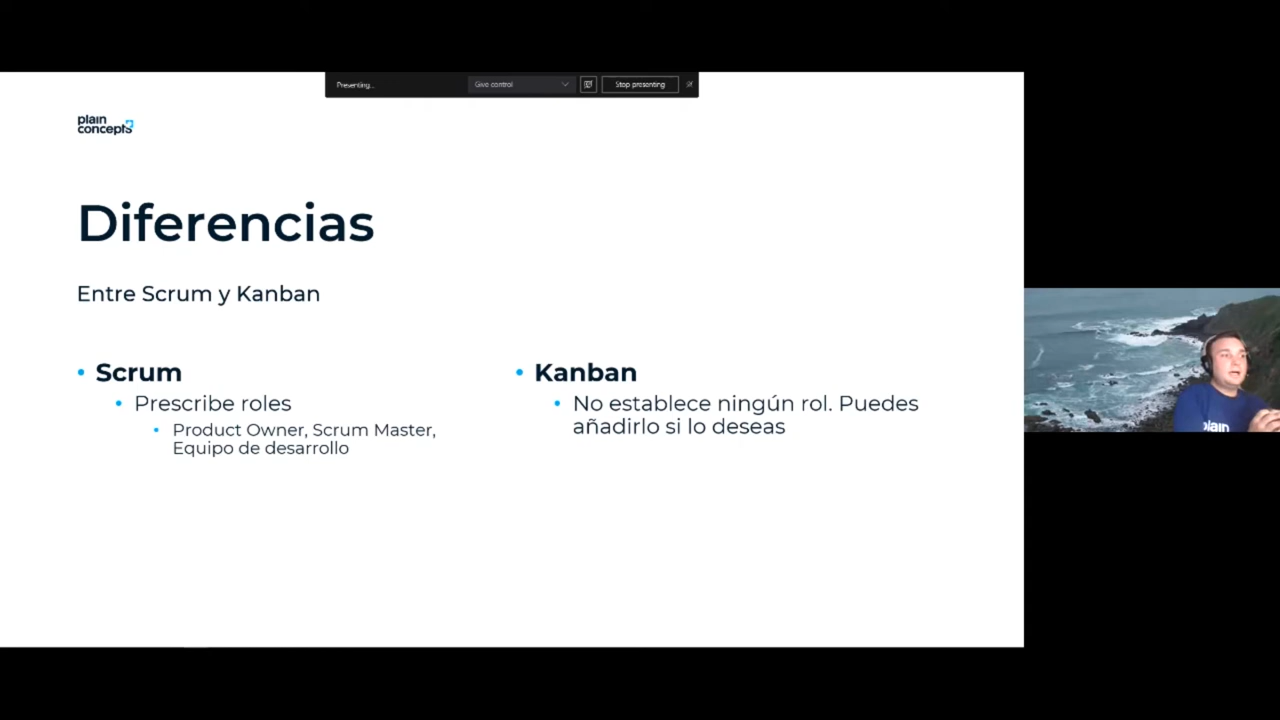 Presenting...
Give control
Stop presenting
plain
concepts
Diferencias
Entre Scrum y Kanban
• Scrum
• Prescribe roles
• Product Owner, Scrum Master,
Equipo de desarrollo
• Kanban
• No establece ningún rol. Puedes
añadirlo si lo deseas
plain